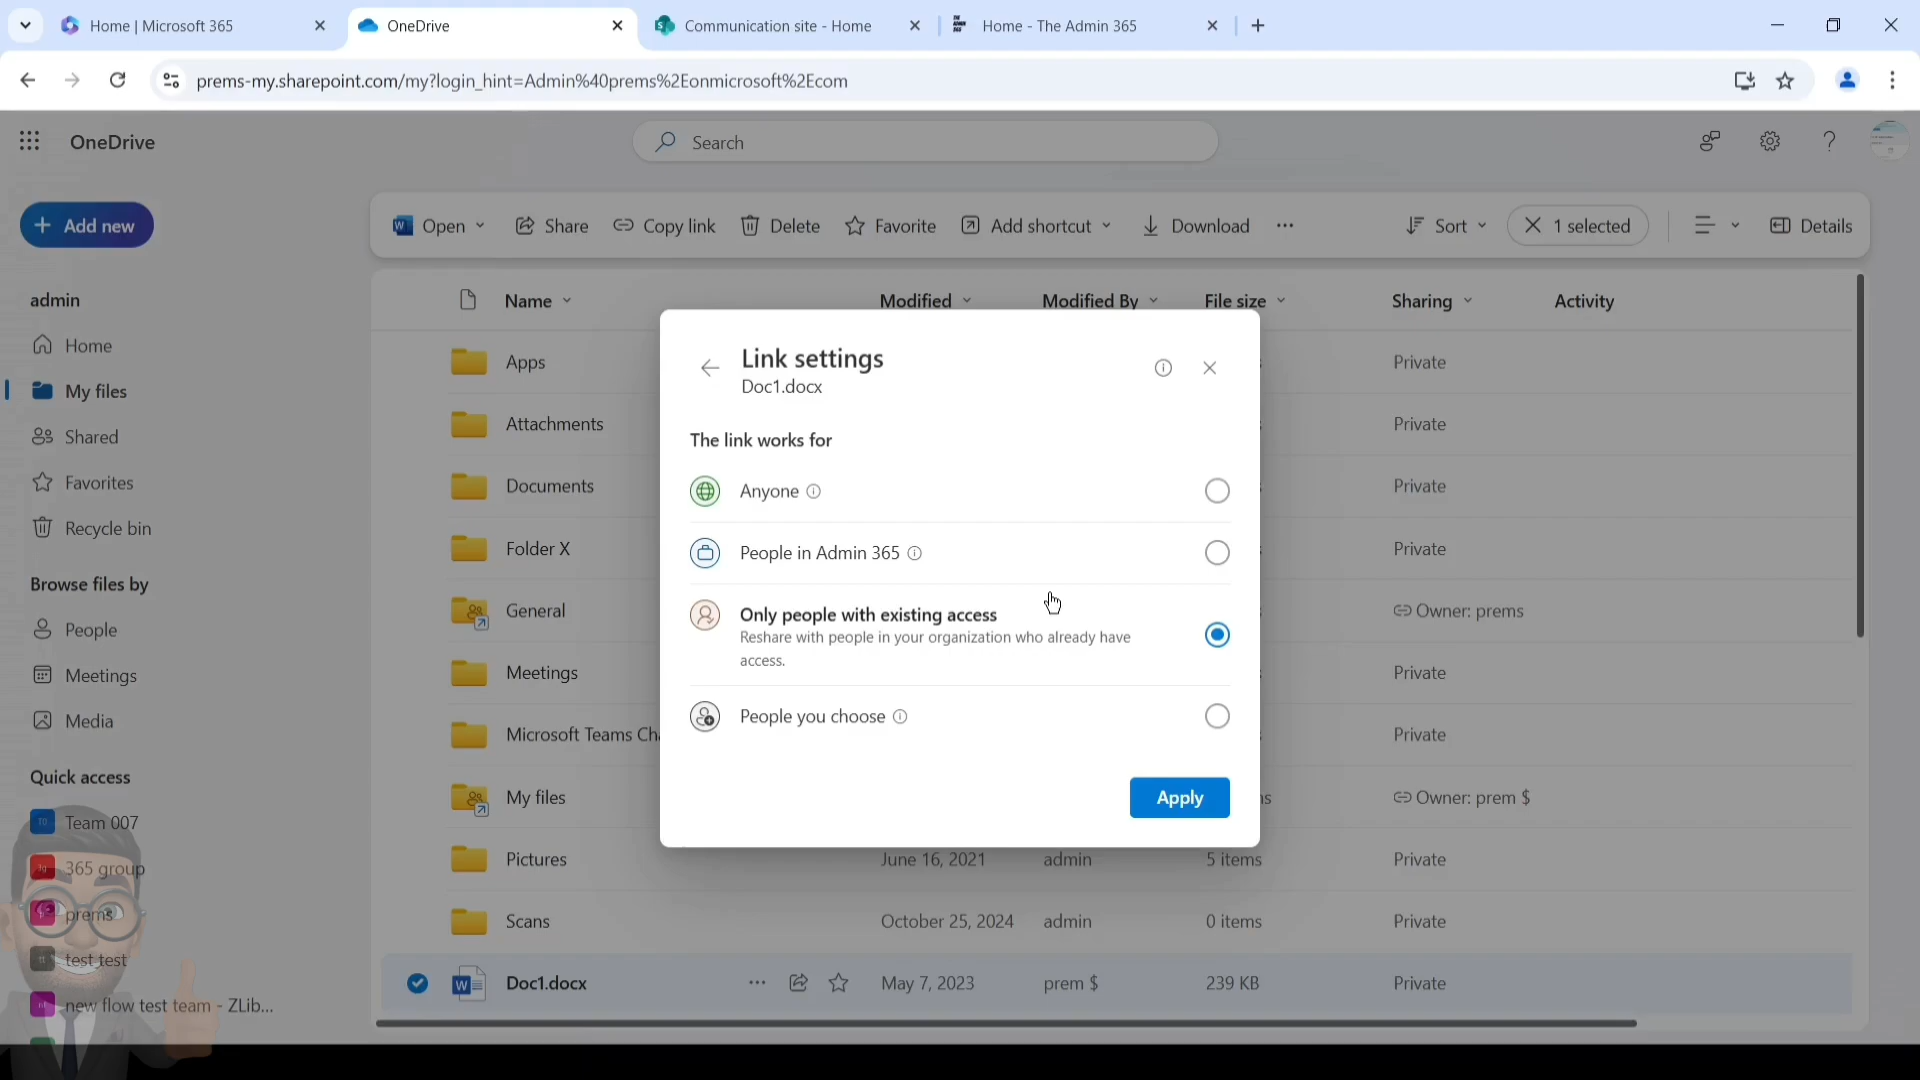 Home | Microsoft 365
OneDrive
Communication site - Home
Home - The Admin 365
prems-my.sharepoint.com/my?login_hint=Admin%40prems%2Eonmicrosoft%2Ecom
OneDrive
Search
Add new
Open
Share
Copy link
Delete
Favorite
Add shortcut
Download
Sort
1 selected
Details
admin
Home
My files
Shared
Favorites
Recycle bin
Browse files by
People
Meetings
Media
Quick access
Team 007
365 group
prems
test test
new flow test team - ZLib...
Name Modified Modified By File size Sharing Activity
Apps Private
Attachments Private
Documents Private
Folder X Private
General Owner: prems
Meetings Private
Microsoft Teams Ch Private
My files Owner: prem $
Pictures June 16, 2021 admin 5 items Private
Scans October 25, 2024 admin 0 items Private
Doc1.docx May 7, 2023 prem $ 239 KB Private
Link settings
Doc1.docx
The link works for
Anyone
People in Admin 365
Only people with existing access
Reshare with people in your organization who already have
access.
People you choose
Apply